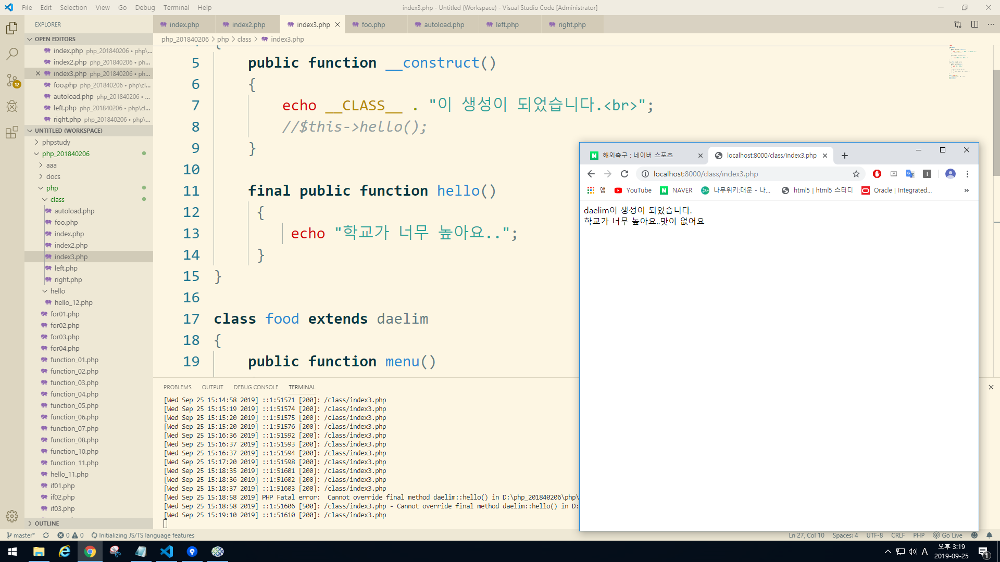 File Edit Selection View Go Debug Terminal Help
index3.php - Untitled (Workspace) - Visual Studio Code [Administrator]
EXPLORER
index.php
index2.php
index3.php
foo.php
autoload.php
left.php
right.php
OPEN EDITORS
index.php php_201840206 • php\...
index2.php php_201840206 • ph...
index3.php php_201840206 • ph...
foo.php php_201840206 • php\cl...
autoload.php php_201840206 • ...
left.php php_201840206 • php\cl...
right.php php_201840206 • php\...
UNTITLED (WORKSPACE)
phpstudy
php_201840206
aaa
docs
php
class
autoload.php
foo.php
index.php
index2.php
index3.php
left.php
right.php
hello
hello_12.php
for01.php
for02.php
for03.php
for04.php
function_01.php
function_02.php
function_03.php
function_04.php
function_05.php
function_06.php
function_07.php
function_08.php
function_10.php
function_11.php
hello_11.php
if01.php
if02.php
if03.php
OUTLINE
12
php_201840206 > php > class > index3.php
{
5 public function __construct()
6 {
7 echo __CLASS__ . "이 생성이 되었습니다.<br>";
8 //$this->hello();
9 }
10
11 final public function hello()
12 {
13 echo "학교가 너무 높아요..";
14 }
15 }
16
17 class food extends daelim
18 {
19 public function menu()
PROBLEMS OUTPUT DEBUG CONSOLE TERMINAL
[Wed Sep 25 15:14:58 2019] ::1:51571 [200]: /class/index3.php
[Wed Sep 25 15:15:19 2019] ::1:51574 [200]: /class/index3.php
[Wed Sep 25 15:15:20 2019] ::1:51575 [200]: /class/index3.php
[Wed Sep 25 15:15:20 2019] ::1:51576 [200]: /class/index3.php
[Wed Sep 25 15:16:36 2019] ::1:51592 [200]: /class/index3.php
[Wed Sep 25 15:16:37 2019] ::1:51593 [200]: /class/index3.php
[Wed Sep 25 15:16:37 2019] ::1:51594 [200]: /class/index3.php
[Wed Sep 25 15:17:20 2019] ::1:51598 [200]: /class/index3.php
[Wed Sep 25 15:18:35 2019] ::1:51601 [200]: /class/index3.php
[Wed Sep 25 15:18:36 2019] ::1:51602 [200]: /class/index3.php
[Wed Sep 25 15:18:37 2019] ::1:51603 [200]: /class/index3.php
[Wed Sep 25 15:18:58 2019] PHP Fatal error:  Cannot override final method daelim::hello() in D:\php_201840206\php\
[Wed Sep 25 15:18:58 2019] ::1:51606 [500]: /class/index3.php - Cannot override final method daelim::hello() in D:
[Wed Sep 25 15:19:10 2019] ::1:51610 [200]: /class/index3.php
해외축구 : 네이버 스포츠
localhost:8000/class/index3.php
localhost:8000/class/index3.php
앱 YouTube NAVER 나무위키:대문 - 나... html5 | html5 스터디 Oracle | Integrated... »
daelim이 생성이 되었습니다.
학교가 너무 높아요..맛이 없어요
master* 0 0 Initializing JS/TS language features
Ln 27, Col 10 Spaces: 4 UTF-8 CRLF PHP Go Live
A
오후 3:19
2019-09-25
1